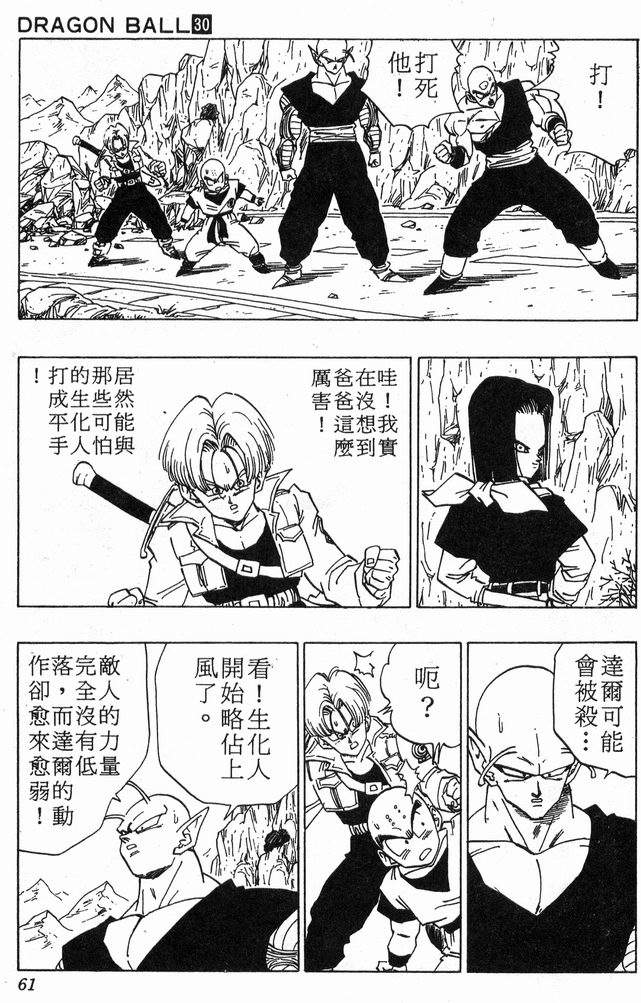 DRAGON BALL 30
打！
打死
他！
哇！我實
在沒想到
爸爸這麼
厲害！
居然能與
那些可怕
的生化人
打成平手
！
達爾可能
會被殺…
呃？
看！生化人
開始略佔上
風了。
敵人的力量
完全沒有低
落，而達爾的動
作卻愈來愈弱！
61